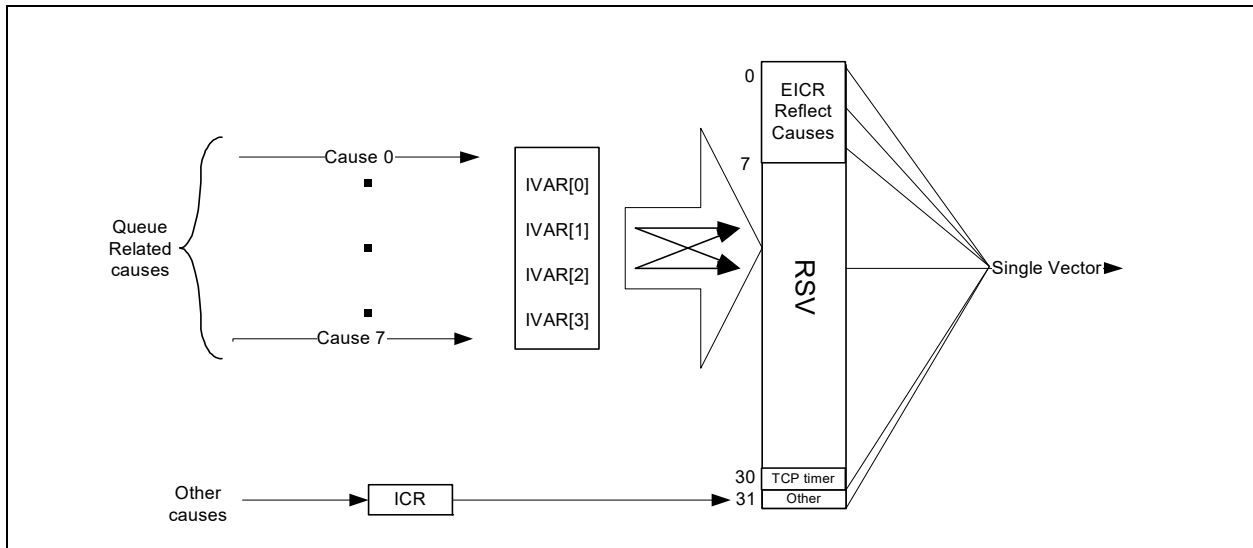 Queue
Related
causes
Cause 0
Cause 7
IVAR[0]
IVAR[1]
IVAR[2]
IVAR[3]
0
EICR
Reflect
Causes
7
RSV
Single Vector
30
TCP timer
31
Other
Other
causes
ICR